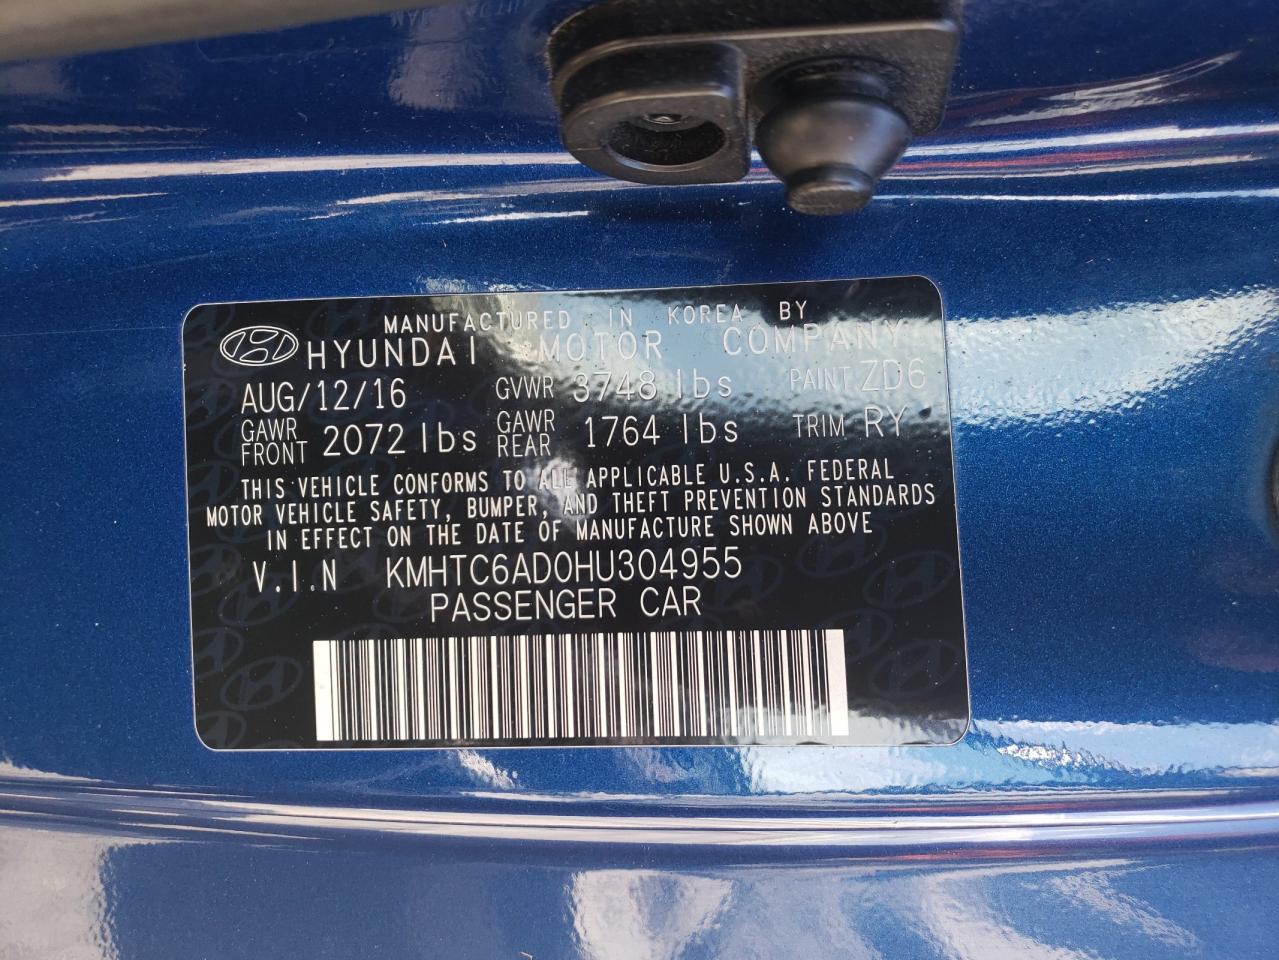 MANUFACTURED IN KOREA BY
HYUNDAI MOTOR COMPANY
AUG/12/16 GVWR 3748 lbs PAINT ZD6
GAWR FRONT 2072 lbs GAWR REAR 1764 lbs TRIM RY
THIS VEHICLE CONFORMS TO ALL APPLICABLE U.S.A. FEDERAL
MOTOR VEHICLE SAFETY, BUMPER, AND THEFT PREVENTION STANDARDS
IN EFFECT ON THE DATE OF MANUFACTURE SHOWN ABOVE
V.I.N KMHTC6AD0HU304955
PASSENGER CAR